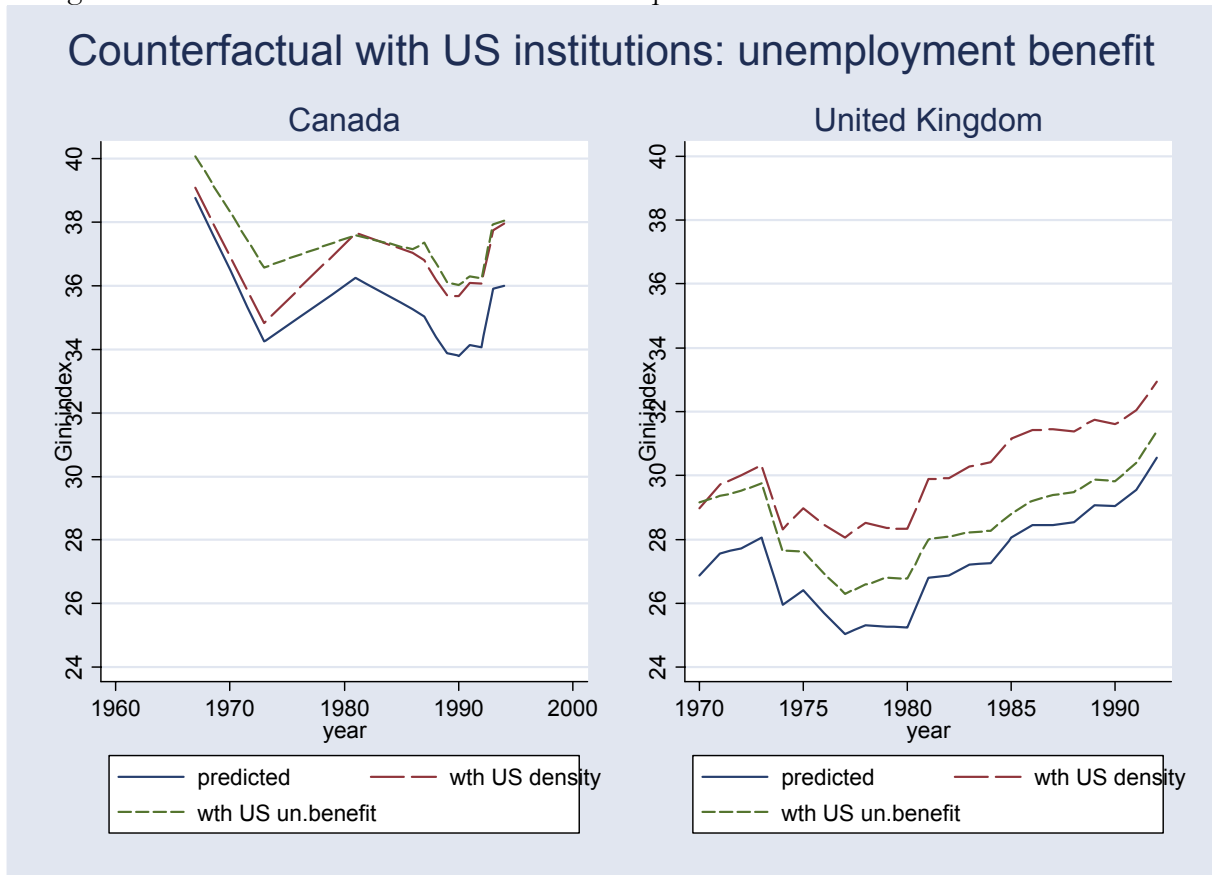 Counterfactual with US institutions: unemployment benefit
Canada
Gini index
40
38
36
34
32
30
28
26
24
1960 1970 1980 1990 2000
year
predicted wth US density
wth US un.benefit
United Kingdom
Gini index
40
38
36
34
32
30
28
26
24
1970 1975 1980 1985 1990
year
predicted wth US density
wth US un.benefit